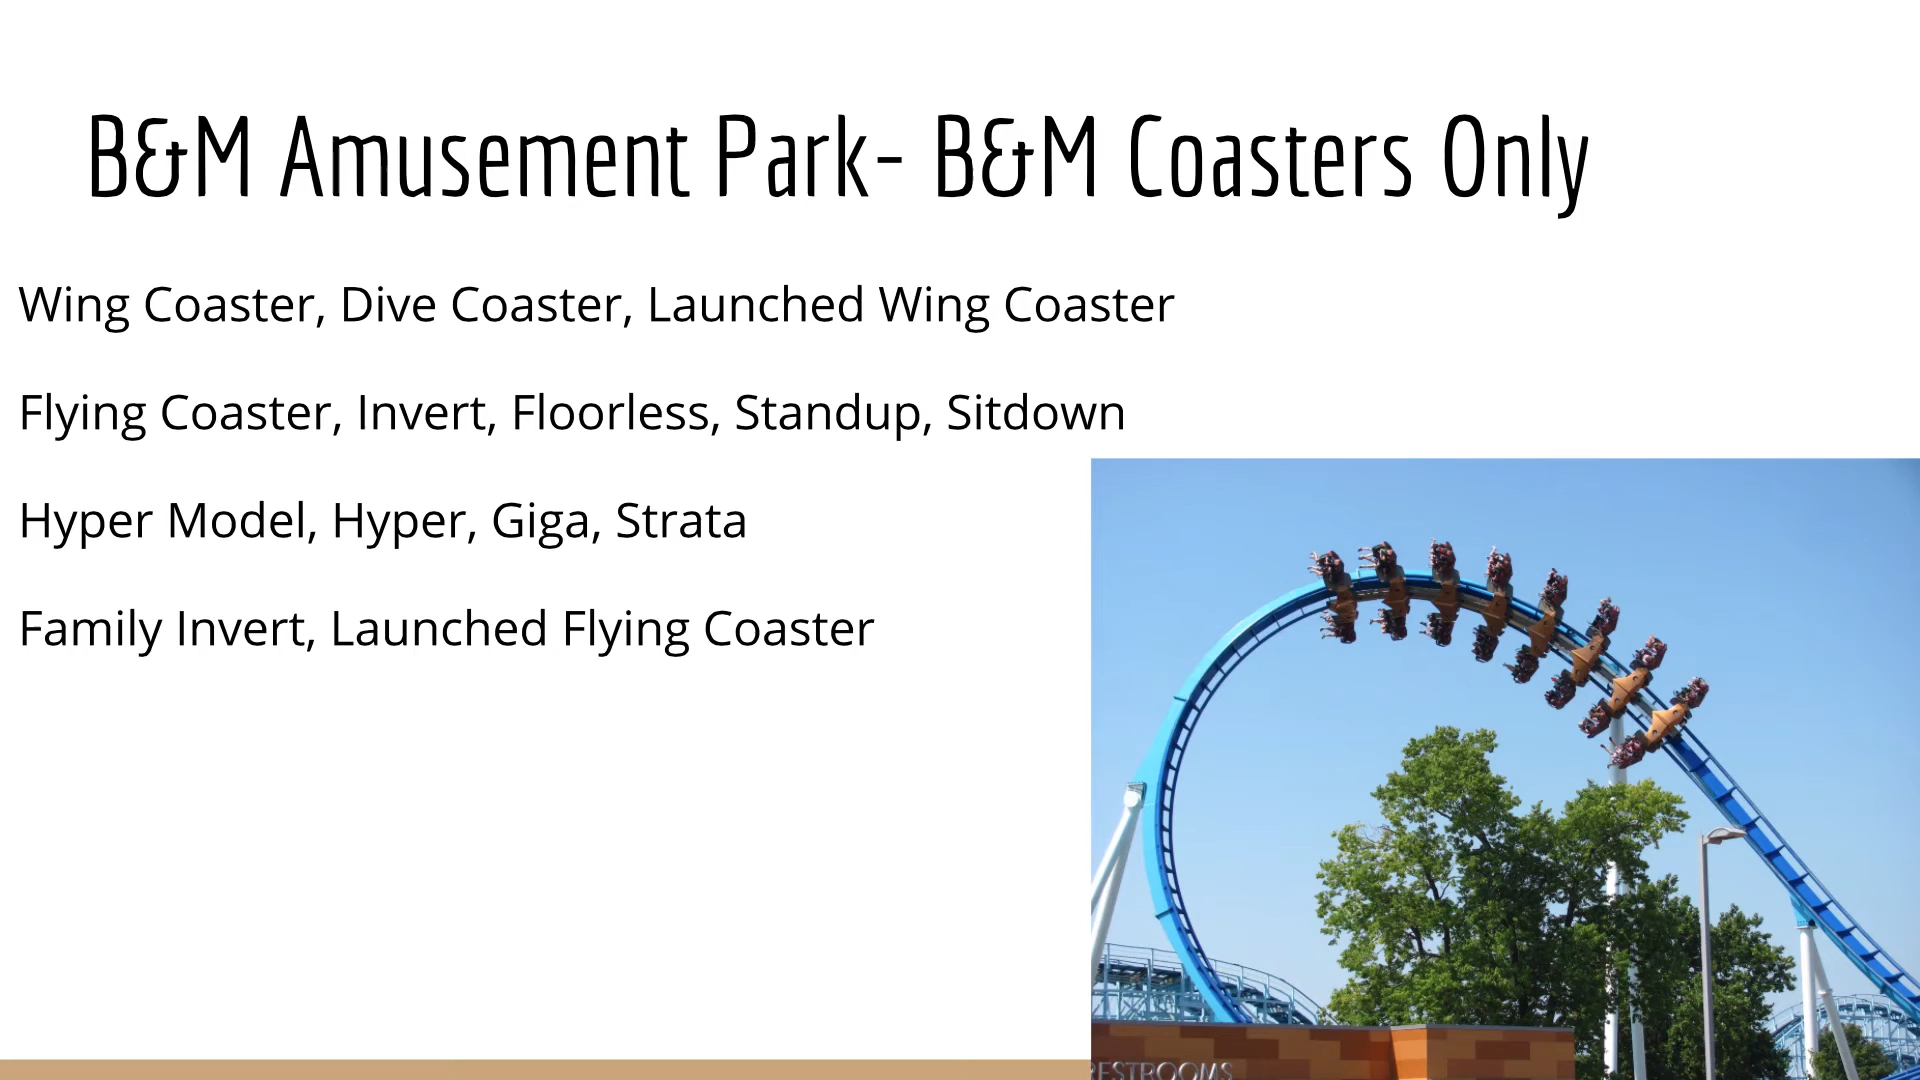 B&M Amusement Park- B&M Coasters Only
Wing Coaster, Dive Coaster, Launched Wing Coaster
Flying Coaster, Invert, Floorless, Standup, Sitdown
Hyper Model, Hyper, Giga, Strata
Family Invert, Launched Flying Coaster
RESTROOMS